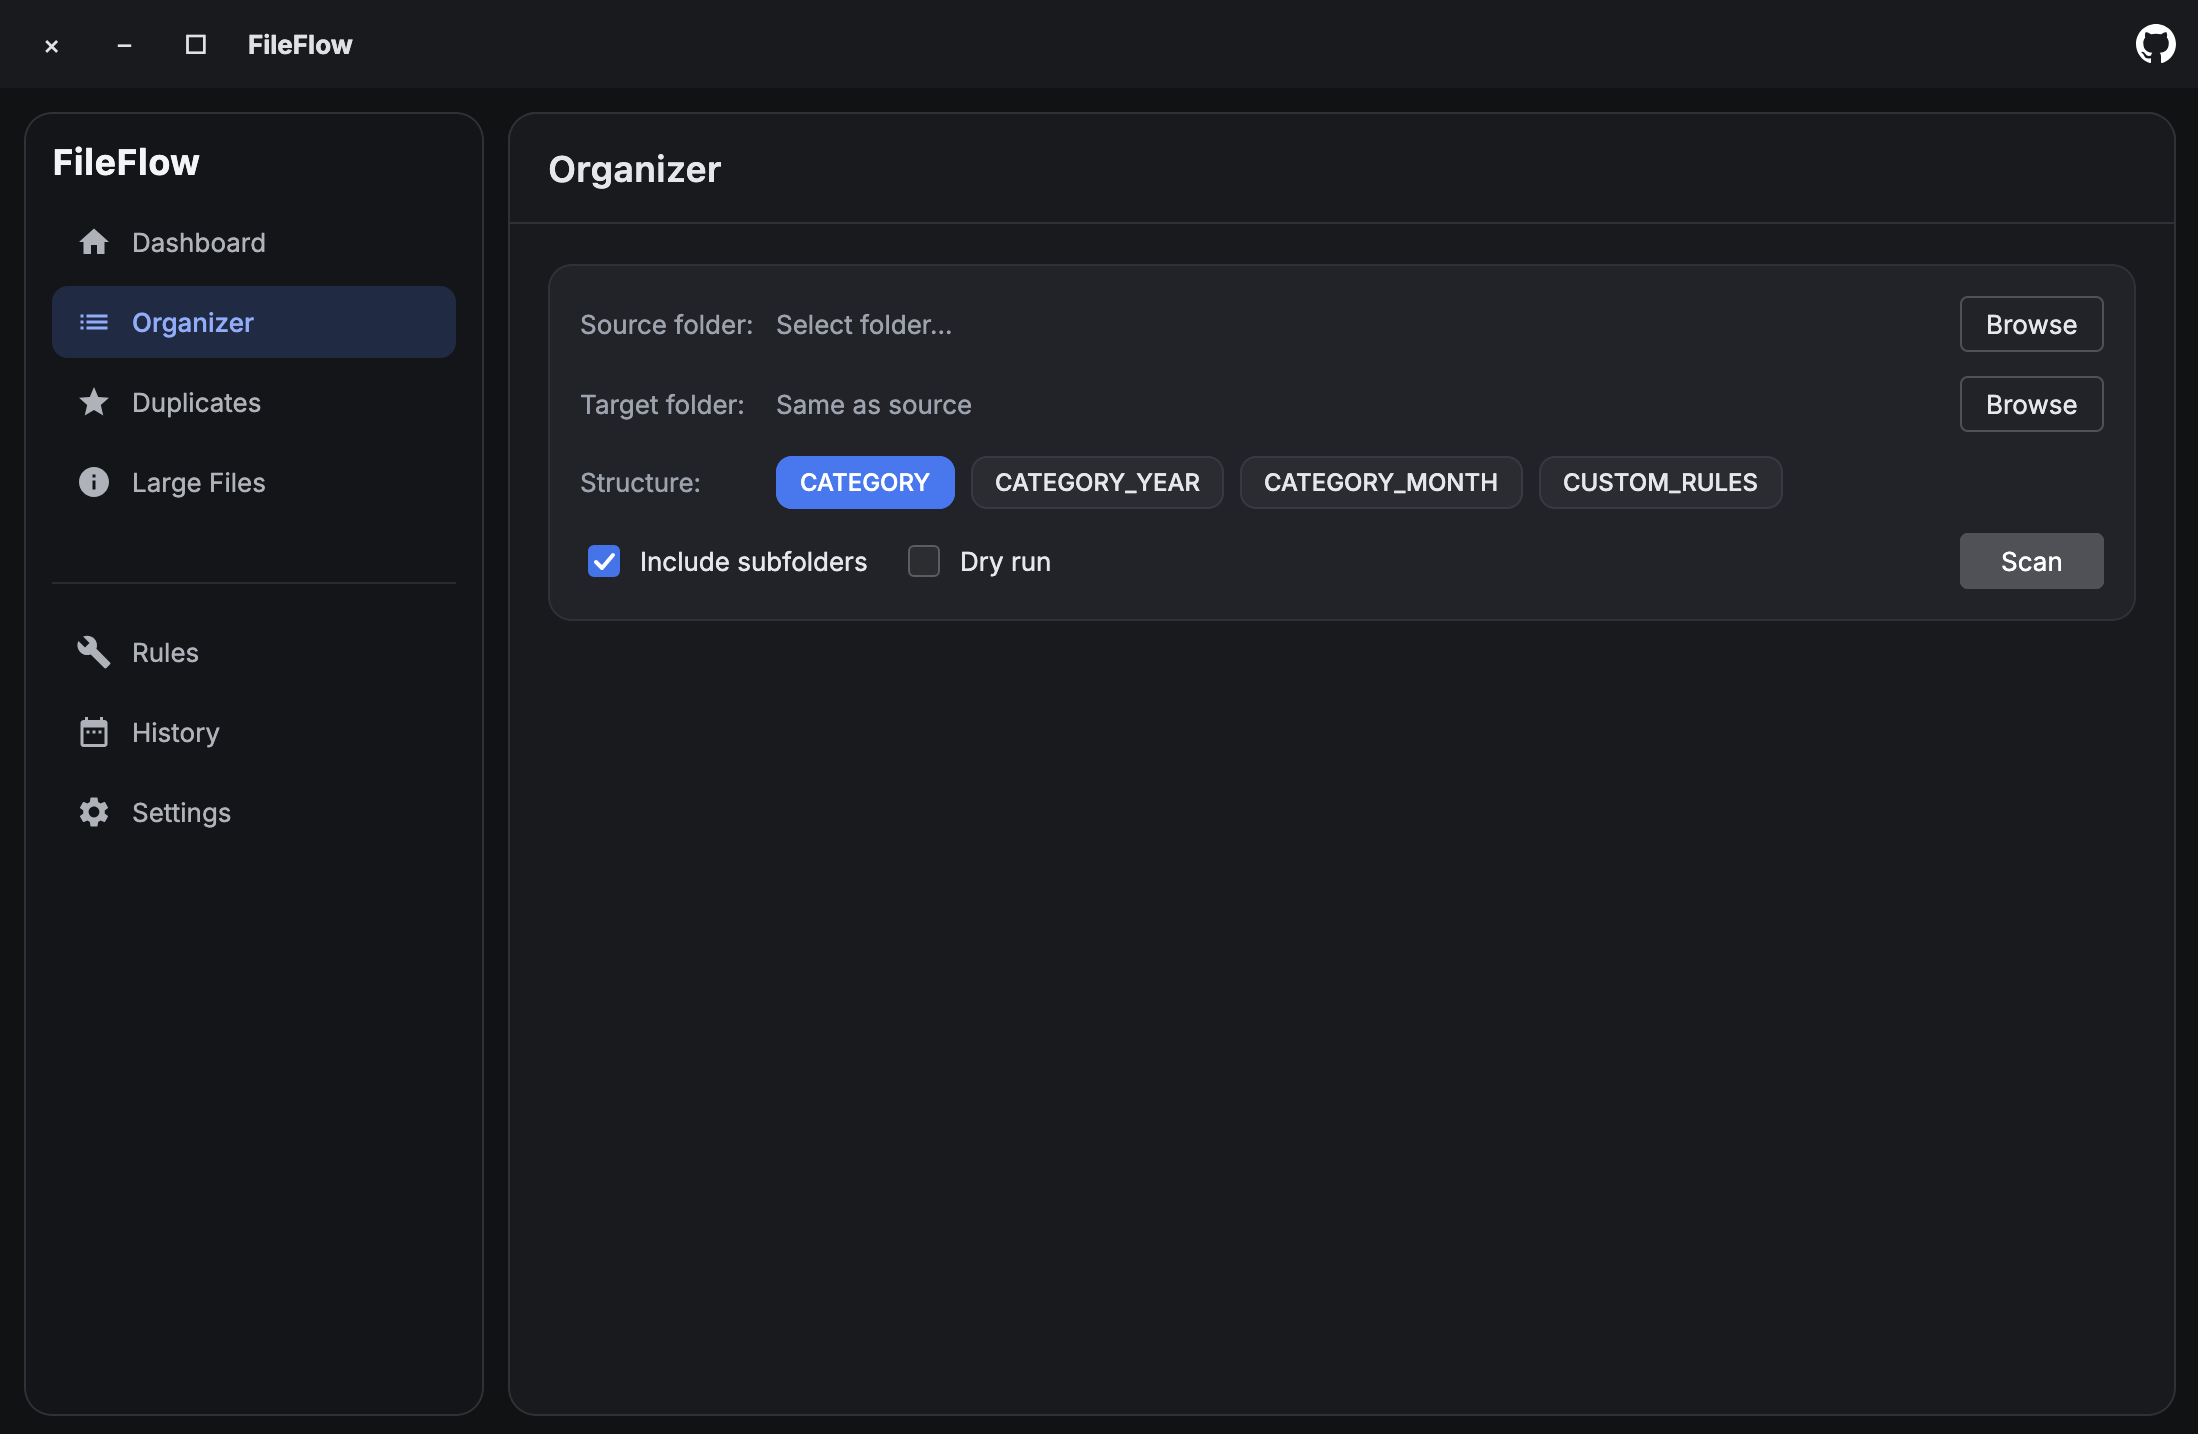 FileFlow
FileFlow
Dashboard
Organizer
Duplicates
Large Files
Rules
History
Settings
Organizer
Source folder: Select folder... Browse
Target folder: Same as source Browse
Structure: CATEGORY CATEGORY_YEAR CATEGORY_MONTH CUSTOM_RULES
Include subfolders Dry run Scan